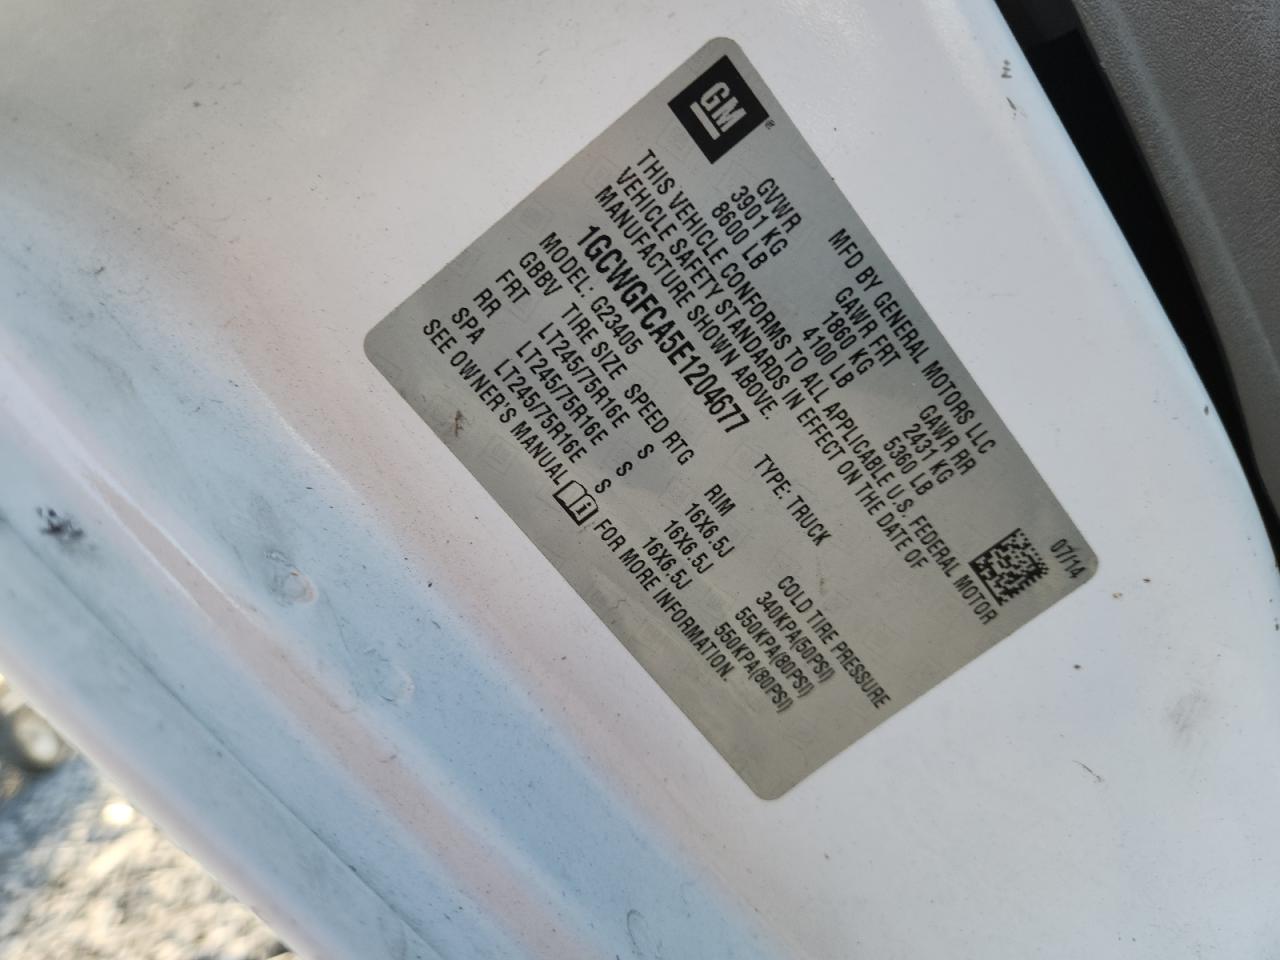 GM®
MFD BY GENERAL MOTORS LLC 07/14
GVWR GAWR FRT GAWR RR
3901 KG 1860 KG 2431 KG
8600 LB 4100 LB 5360 LB
THIS VEHICLE CONFORMS TO ALL APPLICABLE U.S. FEDERAL MOTOR
VEHICLE SAFETY STANDARDS IN EFFECT ON THE DATE OF
MANUFACTURE SHOWN ABOVE.
1GCWGFCA5E1204677 TYPE: TRUCK
MODEL: G23405
GBBV TIRE SIZE SPEED RTG RIM COLD TIRE PRESSURE
FRT LT245/75R16E S 16X6.5J 340KPA(50PSI)
RR LT245/75R16E S 16X6.5J 550KPA(80PSI)
SPA LT245/75R16E S 16X6.5J 550KPA(80PSI)
SEE OWNER'S MANUAL i FOR MORE INFORMATION.